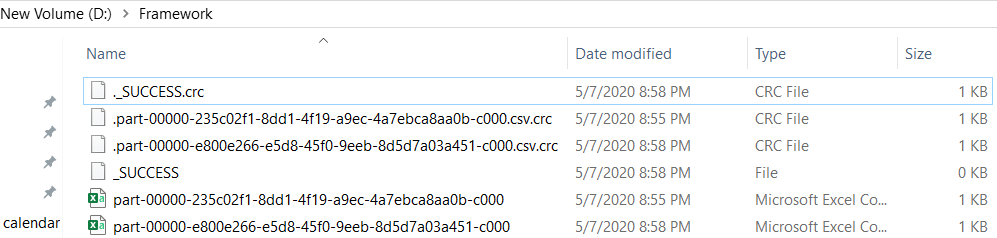 New Volume (D:) > Framework
Name Date modified Type Size
._SUCCESS.crc 5/7/2020 8:58 PM CRC File 1 KB
.part-00000-235c02f1-8dd1-4f19-a9ec-4a7ebca8aa0b-c000.csv.crc 5/7/2020 8:55 PM CRC File 1 KB
.part-00000-e800e266-e5d8-45f0-9eeb-8d5d7a03a451-c000.csv.crc 5/7/2020 8:58 PM CRC File 1 KB
_SUCCESS 5/7/2020 8:58 PM File 0 KB
part-00000-235c02f1-8dd1-4f19-a9ec-4a7ebca8aa0b-c000 5/7/2020 8:55 PM Microsoft Excel Co... 1 KB
calendar part-00000-e800e266-e5d8-45f0-9eeb-8d5d7a03a451-c000 5/7/2020 8:58 PM Microsoft Excel Co... 1 KB